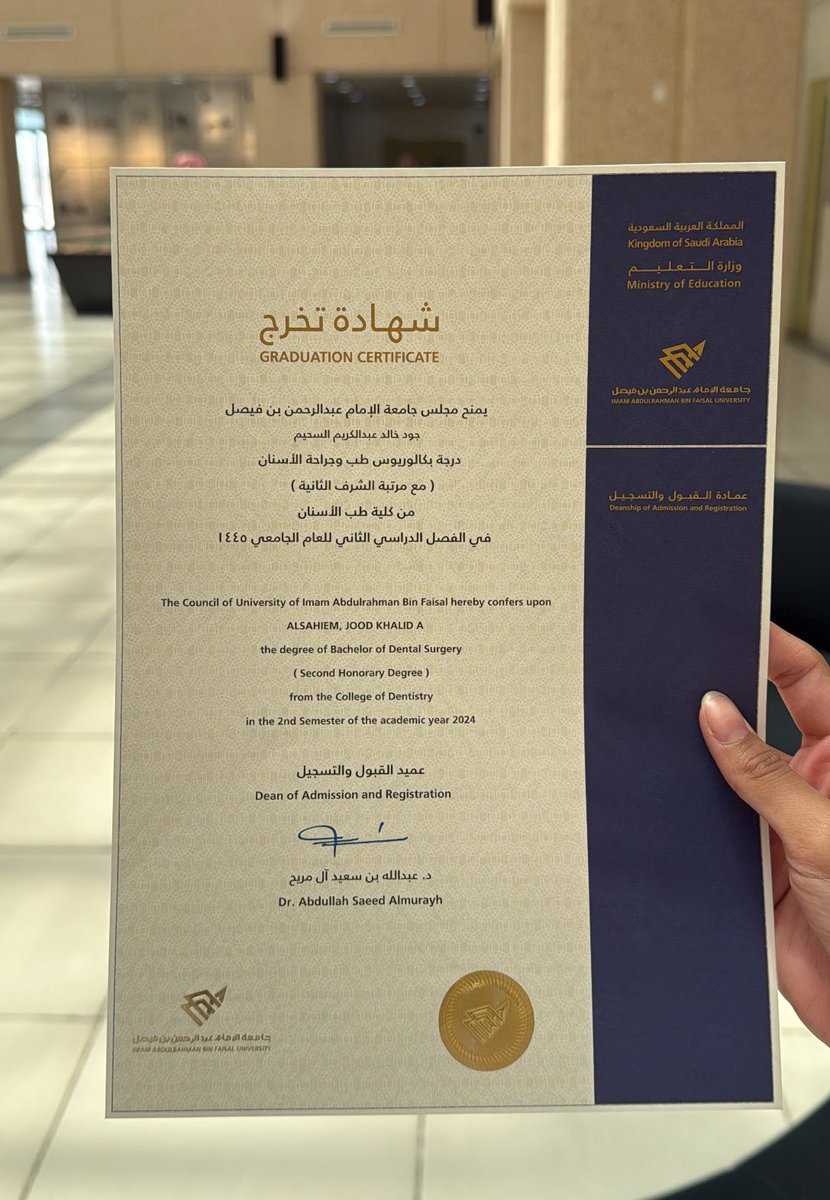 المملكة العربية السعودية
Kingdom of Saudi Arabia
وزارة التـعـلـيـــم
Ministry of Education
جامعة الإمام عبدالرحمن بن فيصل
IMAM ABDULRAHMAN BIN FAISAL UNIVERSITY
عمادة الـقـبـول والتسجيـل
Deanship of Admission and Registration
شهادة تخرج
GRADUATION CERTIFICATE
يمنح مجلس جامعة الإمام عبدالرحمن بن فيصل
جود خالد عبدالكريم السحيم
درجة بكالوريوس طب وجراحة الأسنان
( مع مرتبة الشرف الثانية )
من كلية طب الأسنان
في الفصل الدراسي الثاني للعام الجامعي ١٤٤٥
The Council of University of Imam Abdulrahman Bin Faisal hereby confers upon
ALSAHIEM, JOOD KHALID A
the degree of Bachelor of Dental Surgery
( Second Honorary Degree )
from the College of Dentistry
in the 2nd Semester of the academic year 2024
عميد القبول والتسجيل
Dean of Admission and Registration
د. عبدالله بن سعيد آل مريح
Dr. Abdullah Saeed Almurayh
جامعة الإمام عبدالرحمن بن فيصل
IMAM ABDULRAHMAN BIN FAISAL UNIVERSITY